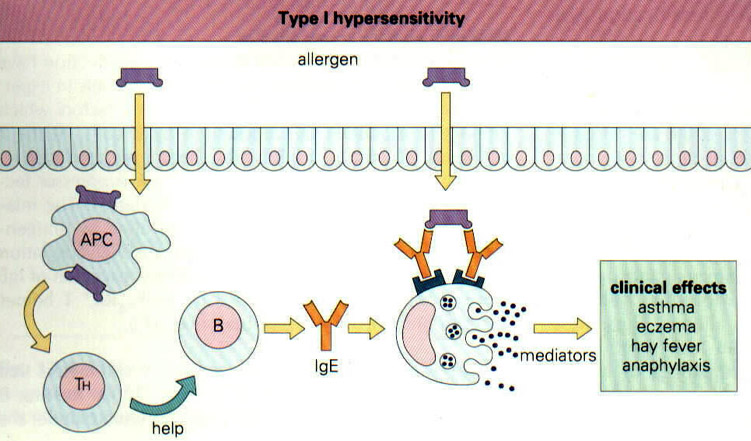 Type I hypersensitivity
allergen
APC
TH
help
B
IgE
mediators
clinical effects
asthma
eczema
hay fever
anaphylaxis